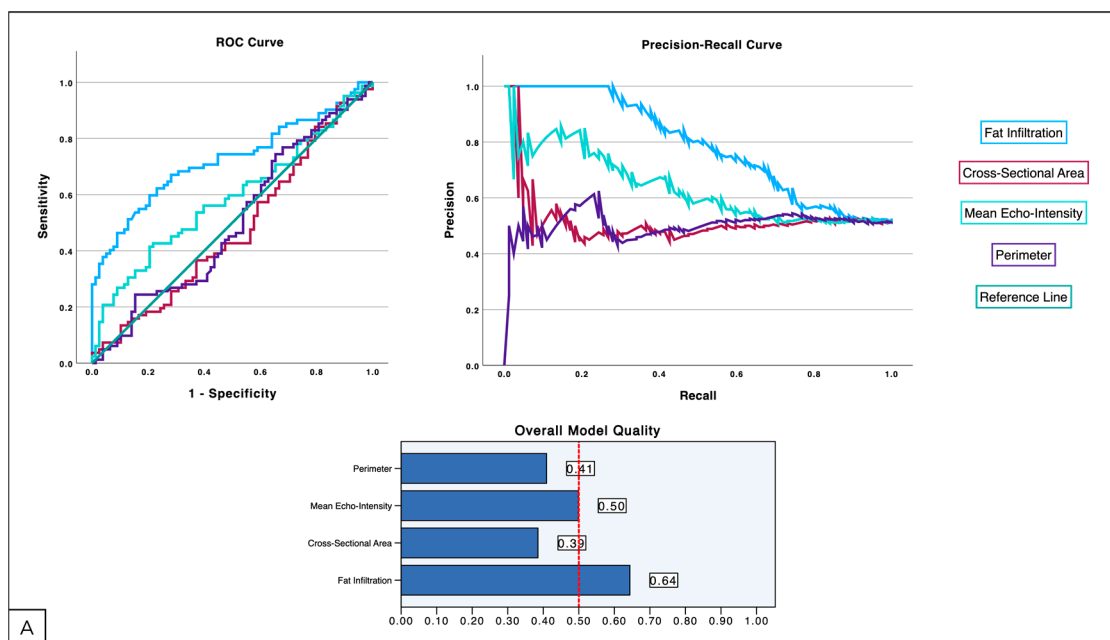 ROC Curve
Sensitivity
1.0
0.8
0.6
0.4
0.2
0.0
0.0 0.2 0.4 0.6 0.8 1.0
1 - Specificity
Precision-Recall Curve
Precision
1.0
0.8
0.6
0.4
0.2
0.0
0.0 0.2 0.4 0.6 0.8 1.0
Recall
Fat Infiltration
Cross-Sectional Area
Mean Echo-Intensity
Perimeter
Reference Line
Overall Model Quality
Perimeter 0.41
Mean Echo-Intensity 0.50
Cross-Sectional Area 0.39
Fat Infiltration 0.64
0.00 0.10 0.20 0.30 0.40 0.50 0.60 0.70 0.80 0.90 1.00
A